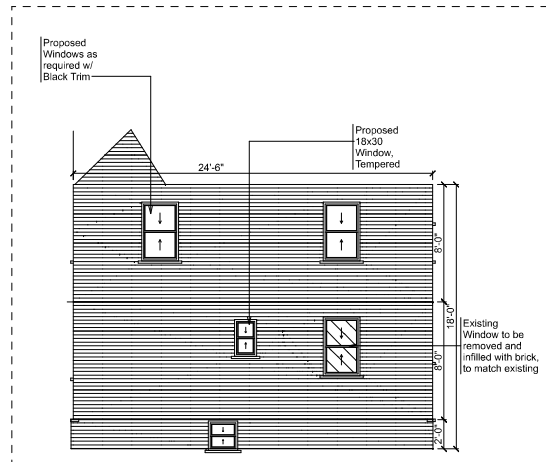 Proposed
Windows as
required w/
Black Trim
Proposed
18x30
Window,
Tempered
24'-6"
8'-0"
18'-0"
8'-0"
2'-0"
Existing
Window to be
removed and
infilled with brick,
to match existing